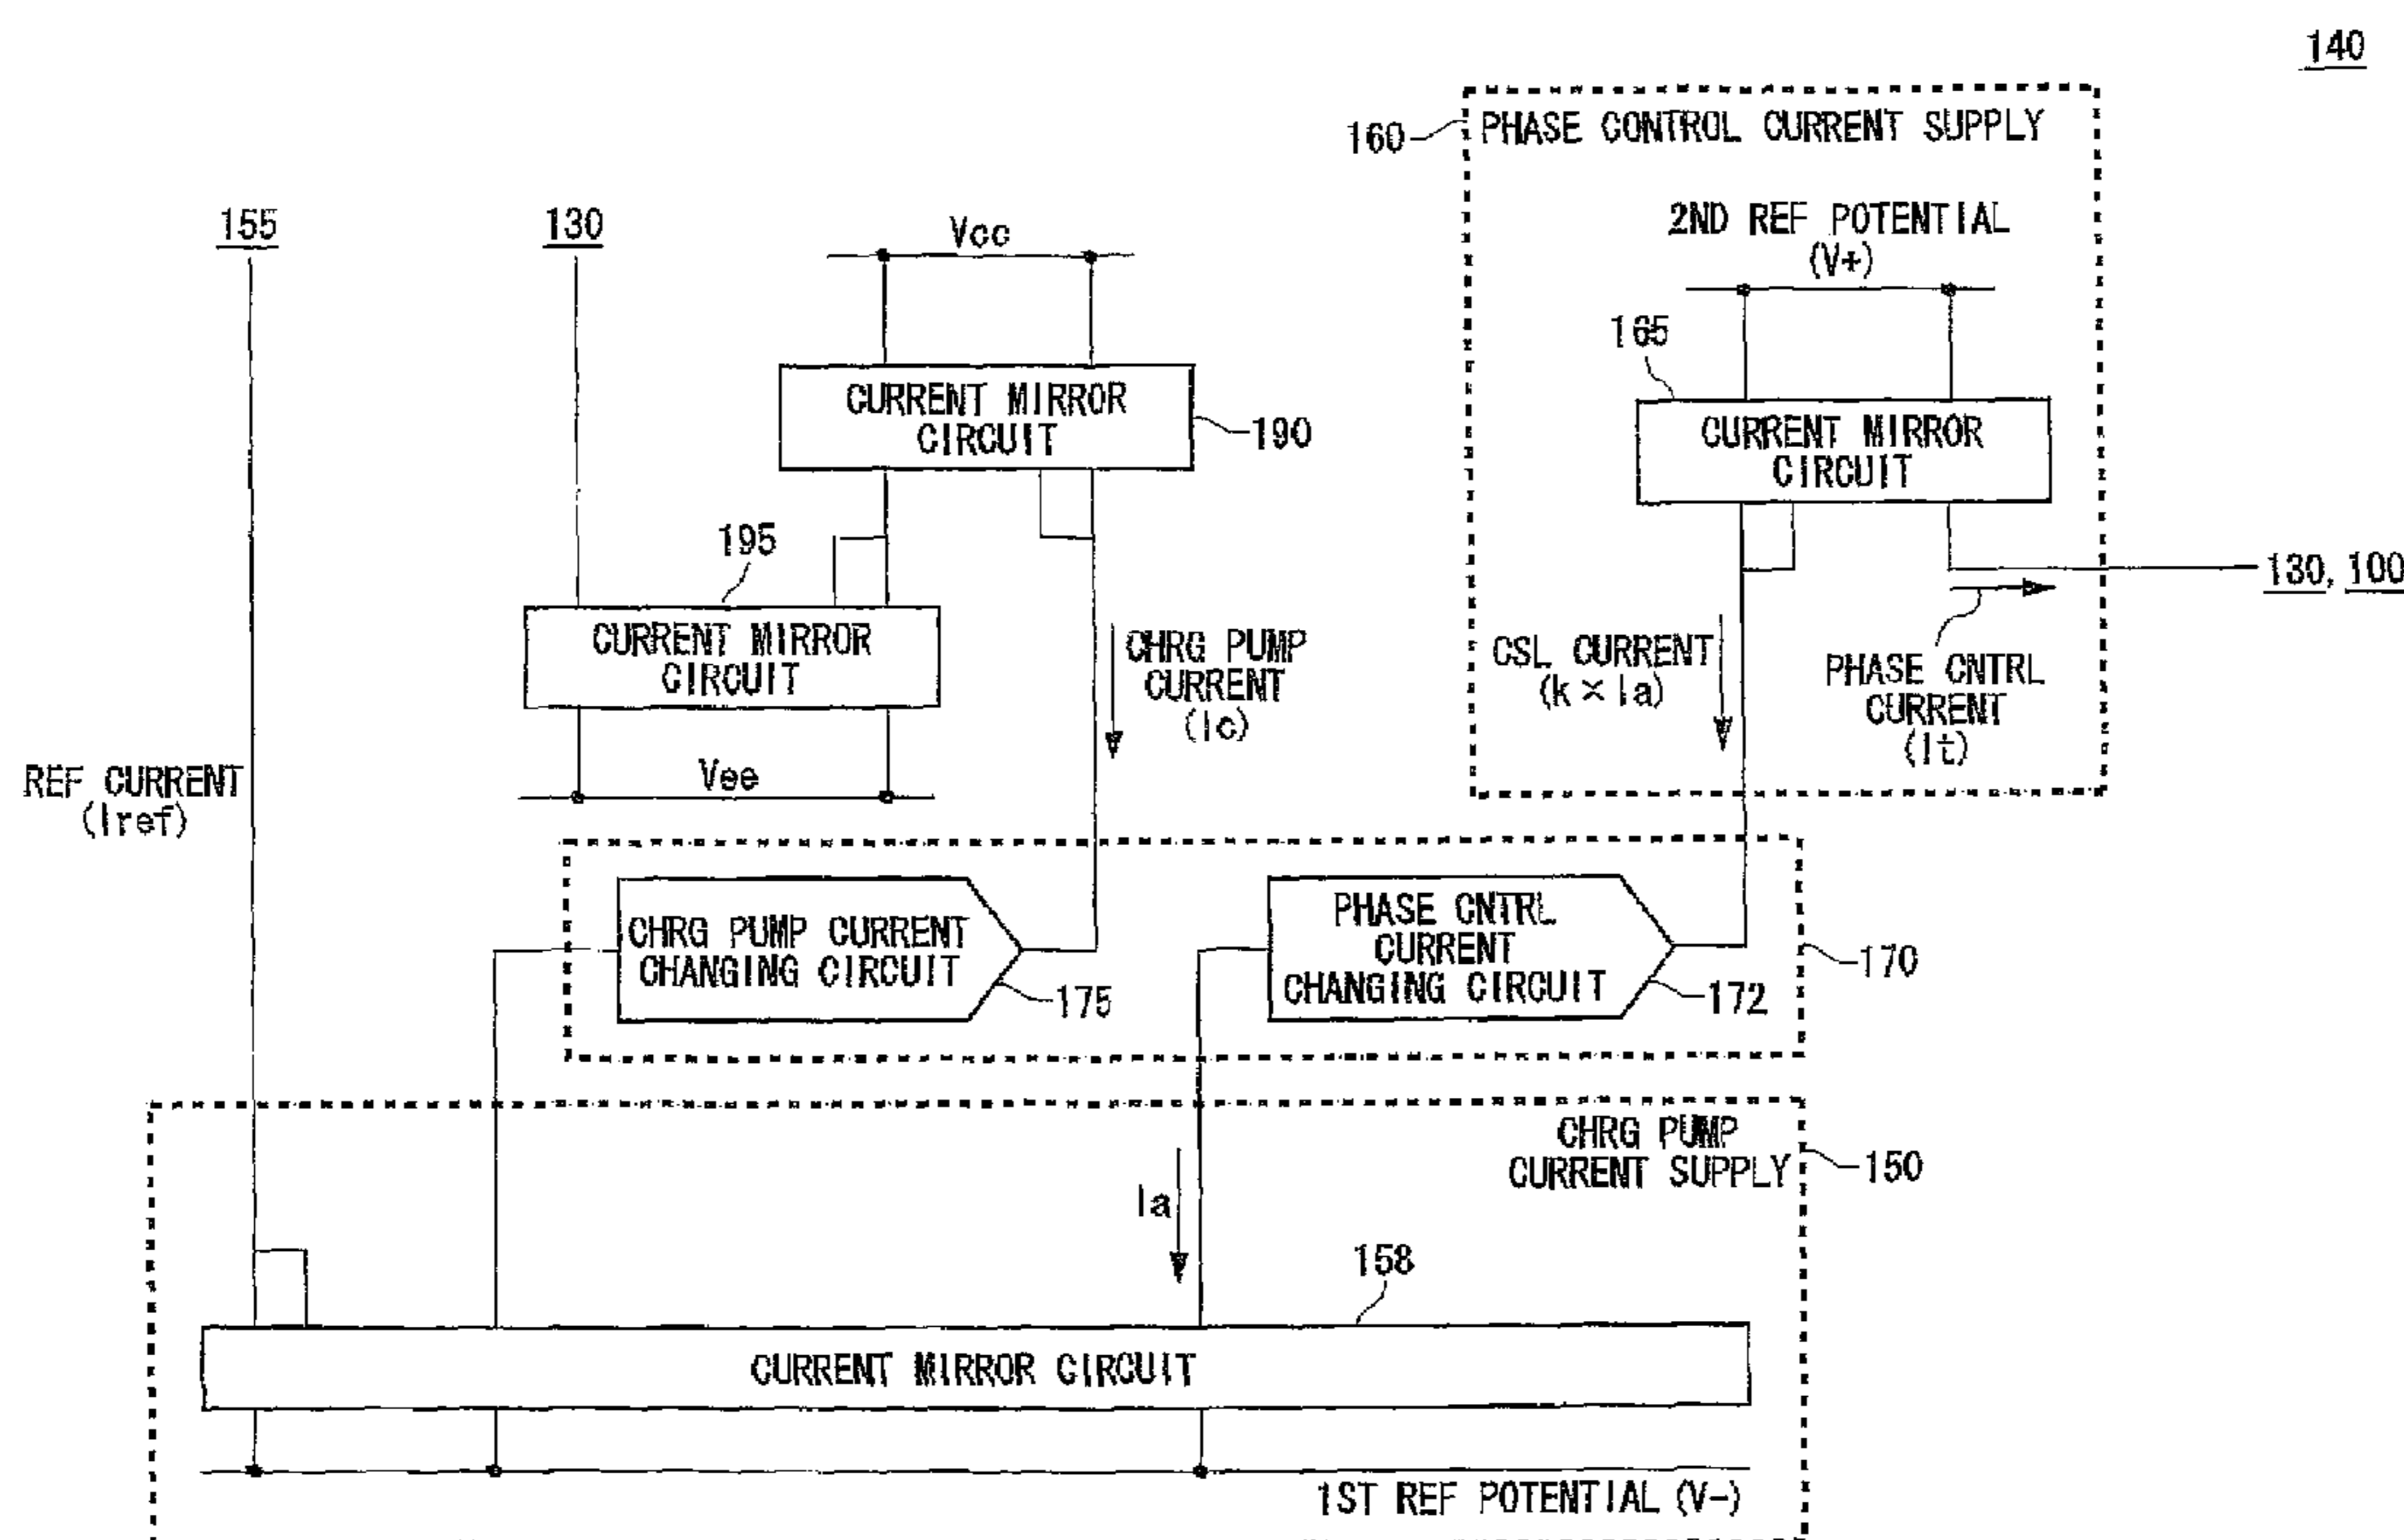 140
160
PHASE CONTROL CURRENT SUPPLY
155
130
Vcc
2ND REF POTENTIAL
(V+)
165
CURRENT MIRROR
CIRCUIT
190
CURRENT MIRROR
CIRCUIT
195
CURRENT MIRROR
CIRCUIT
130, 100
CHRG PUMP
CURRENT
(Ic)
CSL CURRENT
(k×Ia)
PHASE CNTRL
CURRENT
(It)
REF CURRENT
(Iref)
Vee
CHRG PUMP CURRENT
CHANGING CIRCUIT
175
PHASE CNTRL
CURRENT
CHANGING CIRCUIT
172
170
CHRG PUMP
CURRENT SUPPLY
150
Ia
158
CURRENT MIRROR CIRCUIT
1ST REF POTENTIAL (V-)